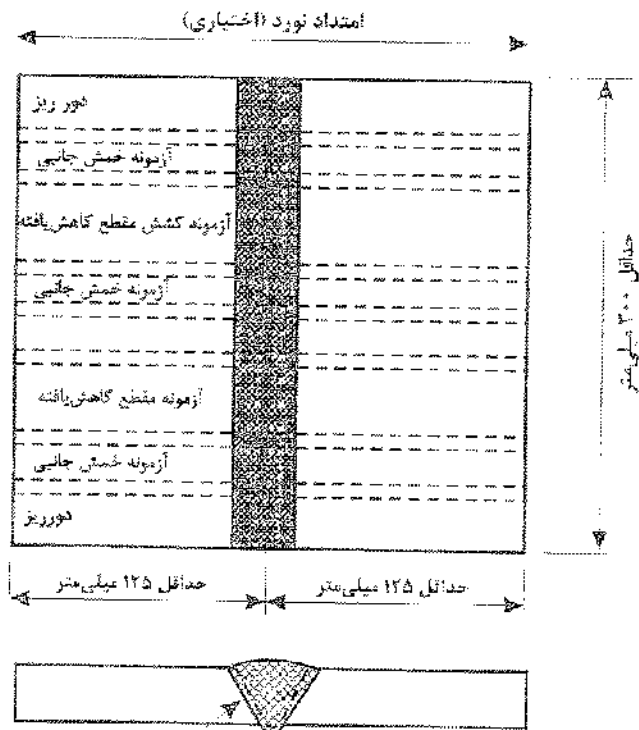 امتداد نورد (اختیاری)
دور ریز
آزمونه خمش جانبی
آزمونه کشش مقطع کاهش‌یافته
آزمونه خمش جانبی
آزمونه مقطع کاهش‌یافته
آزمونه خمش جانبی
دورریز
حداقل ۳۰۰ میلی‌متر
حداقل ۱۲۵ میلی‌متر
حداقل ۱۲۵ میلی‌متر